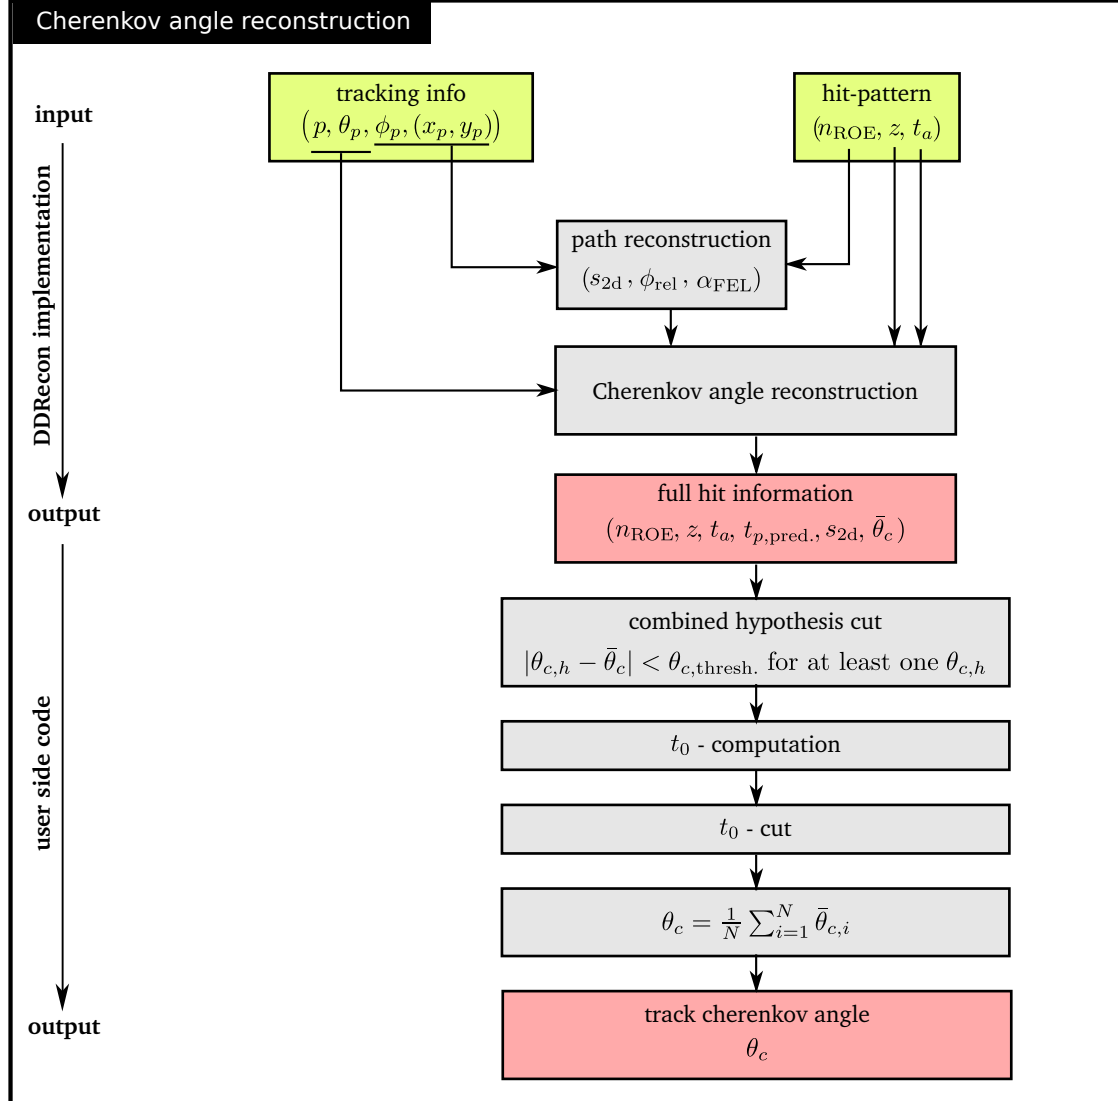 Cherenkov angle reconstruction
input
tracking info
(p, θ_p, ϕ_p, (x_p, y_p))
hit-pattern
(n_ROE, z, t_a)
DDRecon implementation
path reconstruction
(s_2d , ϕ_rel , α_FEL)
Cherenkov angle reconstruction
output
full hit information
(n_ROE, z, t_a, t_p,pred., s_2d, θ̄_c)
user side code
combined hypothesis cut
|θ_c,h − θ̄_c| < θ_c,thresh. for at least one θ_c,h
t_0 - computation
t_0 - cut
θ_c = 1/N ∑_{i=1}^{N} θ̄_c,i
output
track cherenkov angle
θ_c